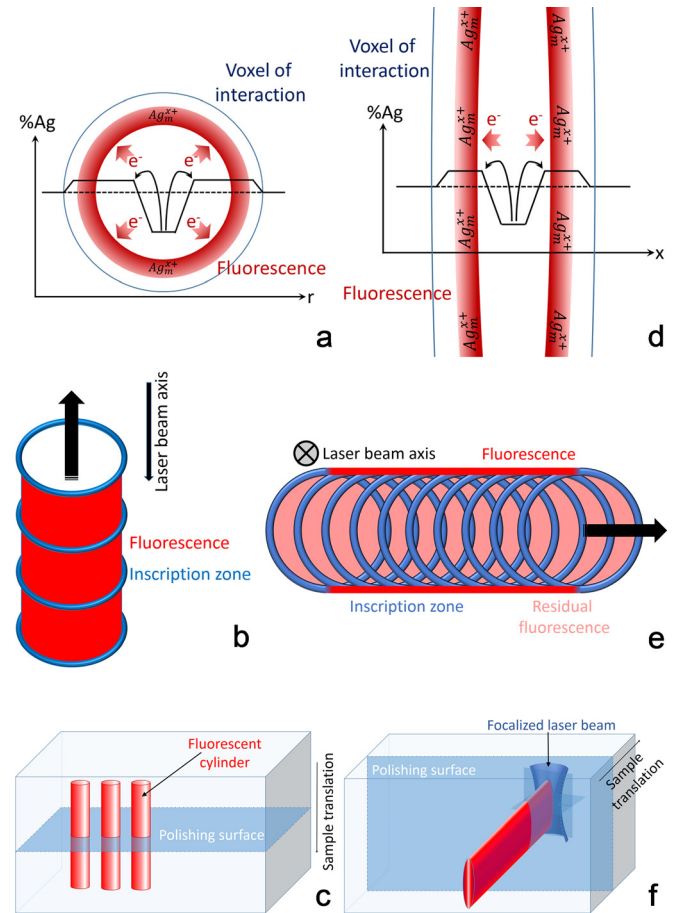 Voxel of
interaction
%Ag
Ag_m^{x+}
e-
e-
e-
e-
Ag_m^{x+}
Fluorescence
r
a
Voxel of
interaction
%Ag
Ag_m^{x+}
Ag_m^{x+}
Ag_m^{x+}
Ag_m^{x+}
e-
e-
Ag_m^{x+}
Ag_m^{x+}
Ag_m^{x+}
Ag_m^{x+}
x
Fluorescence
d
Laser beam axis
Fluorescence
Inscription zone
b
Laser beam axis
Fluorescence
Inscription zone
Residual
fluorescence
e
Fluorescent
cylinder
Polishing surface
Sample translation
c
Focalized laser beam
Polishing surface
Sample
translation
f